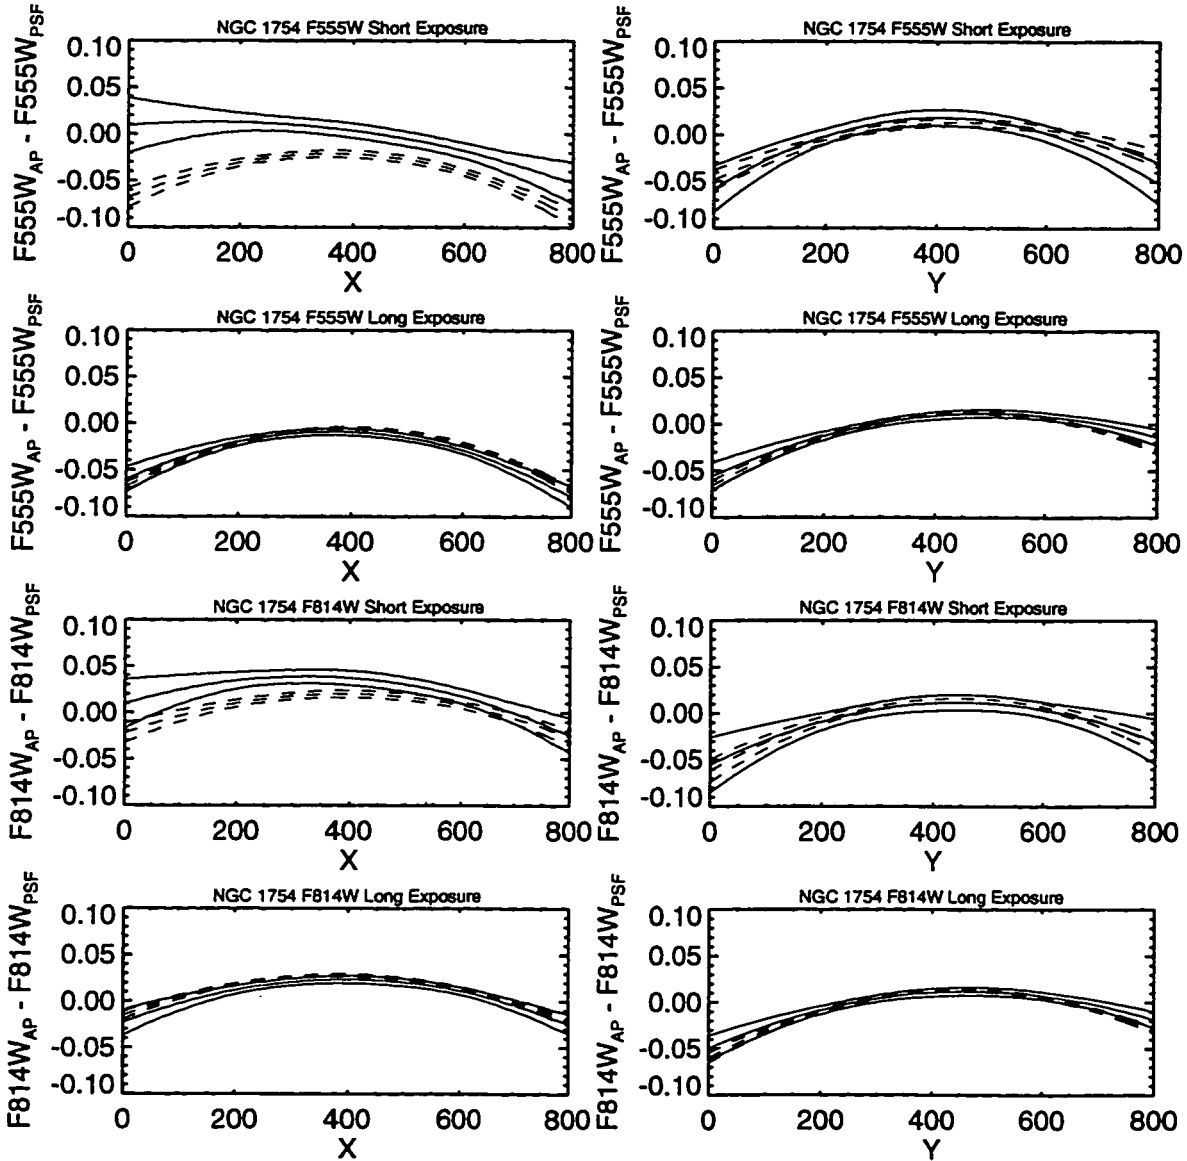 NGC 1754 F555W Short Exposure
F555W_AP - F555W_PSF
0.10
0.05
0.00
-0.05
-0.10
0 200 400 600 800
X
NGC 1754 F555W Short Exposure
F555W_AP - F555W_PSF
0.10
0.05
0.00
-0.05
-0.10
0 200 400 600 800
Y
NGC 1754 F555W Long Exposure
F555W_AP - F555W_PSF
0.10
0.05
0.00
-0.05
-0.10
0 200 400 600 800
X
NGC 1754 F555W Long Exposure
F555W_AP - F555W_PSF
0.10
0.05
0.00
-0.05
-0.10
0 200 400 600 800
Y
NGC 1754 F814W Short Exposure
F814W_AP - F814W_PSF
0.10
0.05
0.00
-0.05
-0.10
0 200 400 600 800
X
NGC 1754 F814W Short Exposure
F814W_AP - F814W_PSF
0.10
0.05
0.00
-0.05
-0.10
0 200 400 600 800
Y
NGC 1754 F814W Long Exposure
F814W_AP - F814W_PSF
0.10
0.05
0.00
-0.05
-0.10
0 200 400 600 800
X
NGC 1754 F814W Long Exposure
F814W_AP - F814W_PSF
0.10
0.05
0.00
-0.05
-0.10
0 200 400 600 800
Y